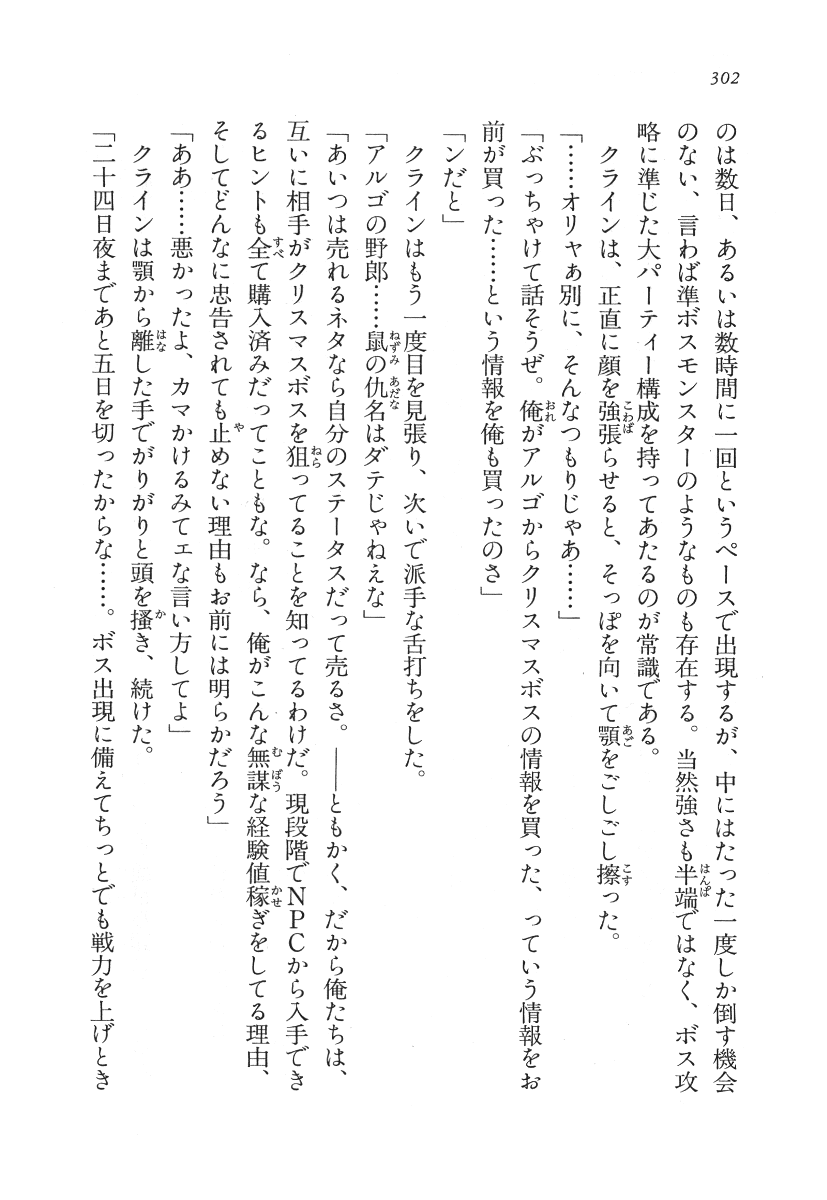 302
のは数日、あるいは数時間に一回というペースで出現するが、中にはたった一度しか倒す機会
のない、言わば準ボスモンスターのようなものも存在する。当然強さも半端ではなく、ボス攻
略に準じた大パーティー構成を持ってあたるのが常識である。
　クラインは、正直に顔を強張らせると、そっぽを向いて顎をごしごし擦った。
「……オリャぁ別に、そんなつもりじゃあ……」
「ぶっちゃけて話そうぜ。俺がアルゴからクリスマスボスの情報を買った、っていう情報をお
前が買った……という情報を俺も買ったのさ」
「ンだと」
　クラインはもう一度目を見張り、次いで派手な舌打ちをした。
「アルゴの野郎……鼠の仇名はダテじゃねえな」
「あいつは売れるネタなら自分のステータスだって売るさ。――ともかく、だから俺たちは、
互いに相手がクリスマスボスを狙ってることを知ってるわけだ。現段階でNPCから入手でき
るヒントも全て購入済みだってこともな。なら、俺がこんな無謀な経験値稼ぎをしてる理由、
そしてどんなに忠告されても止めない理由もお前には明らかだろう」
「ああ……悪かったよ、カマかけるみてェな言い方してよ」
　クラインは顎から離した手でがりがりと頭を掻き、続けた。
「二十四日夜まであと五日を切ったからな……。ボス出現に備えてちっとでも戦力を上げとき